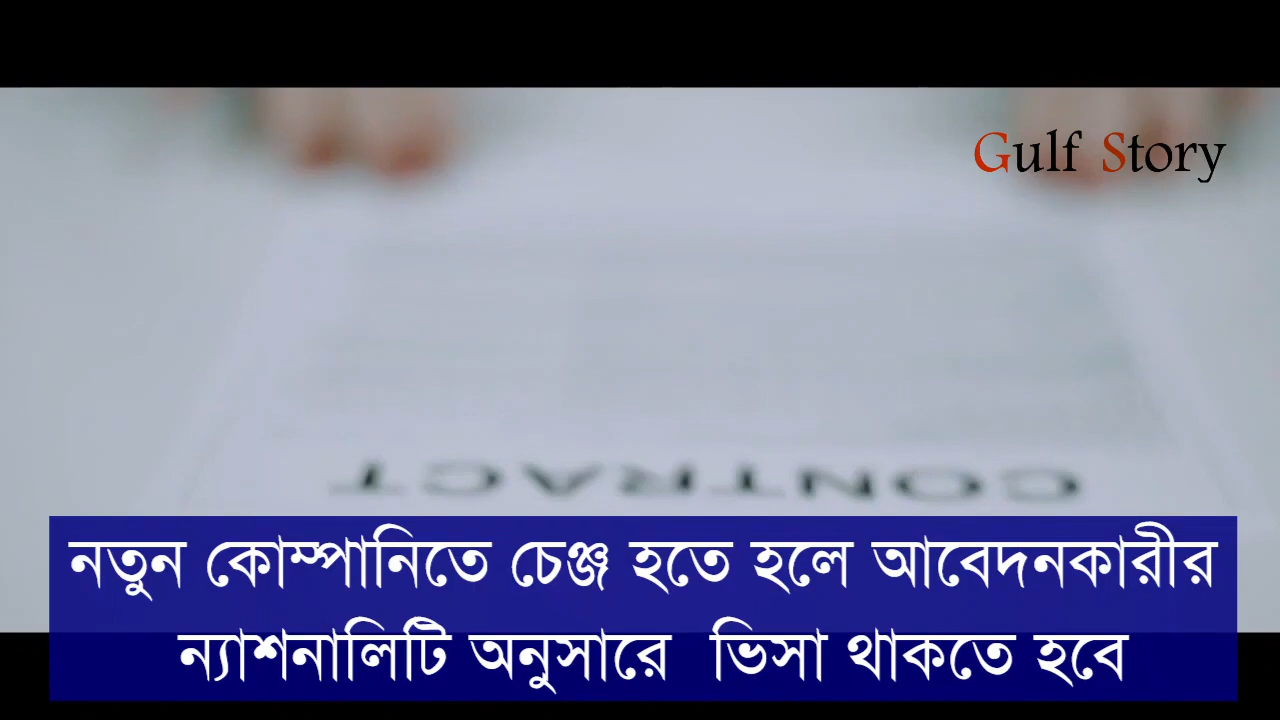 Gulf Story
CONTRACT
নতুন কোম্পানিতে চেঞ্জ হতে হলে আবেদনকারীর
ন্যাশনালিটি অনুসারে ভিসা থাকতে হবে